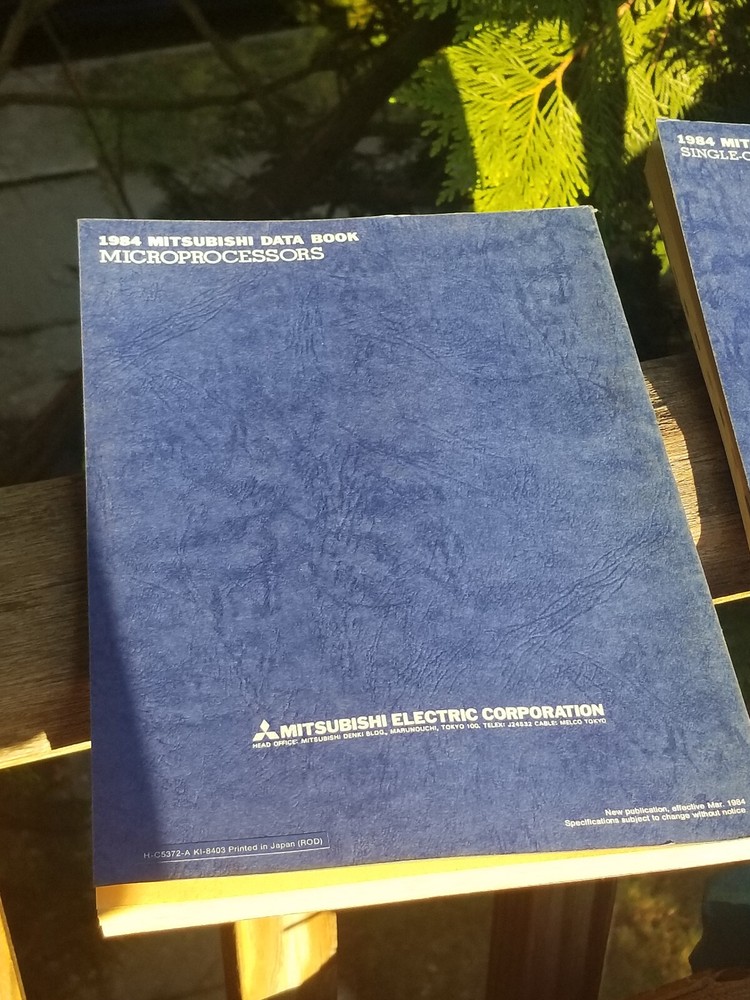 1984 MITSUBISHI DATA BOOK
MICROPROCESSORS
1984 MIT
SINGLE-C
MITSUBISHI ELECTRIC CORPORATION
HEAD OFFICE: MITSUBISHI DENKI BLDG., MARUNOUCHI, TOKYO 100. TELEX: J24532 CABLE: MELCO TOKYO
New publication, effective Mar. 1984
Specifications subject to change without notice
H-C5372-A KI-8403 Printed in Japan (ROD)